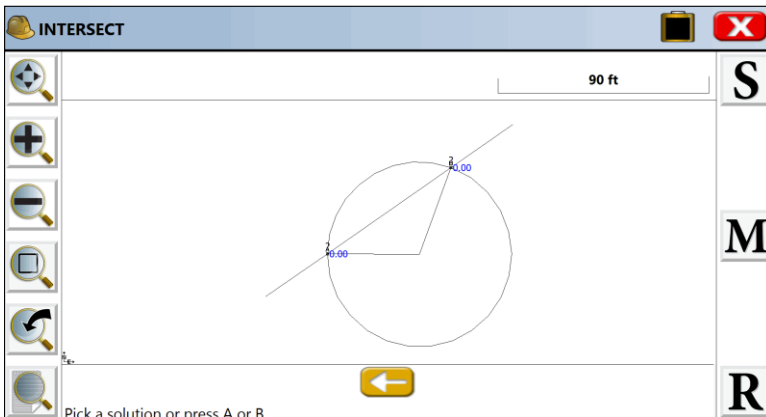 INTERSECT
90 ft
S
2
0.00
M
2
A
0.00
R
Pick a solution or press A or B